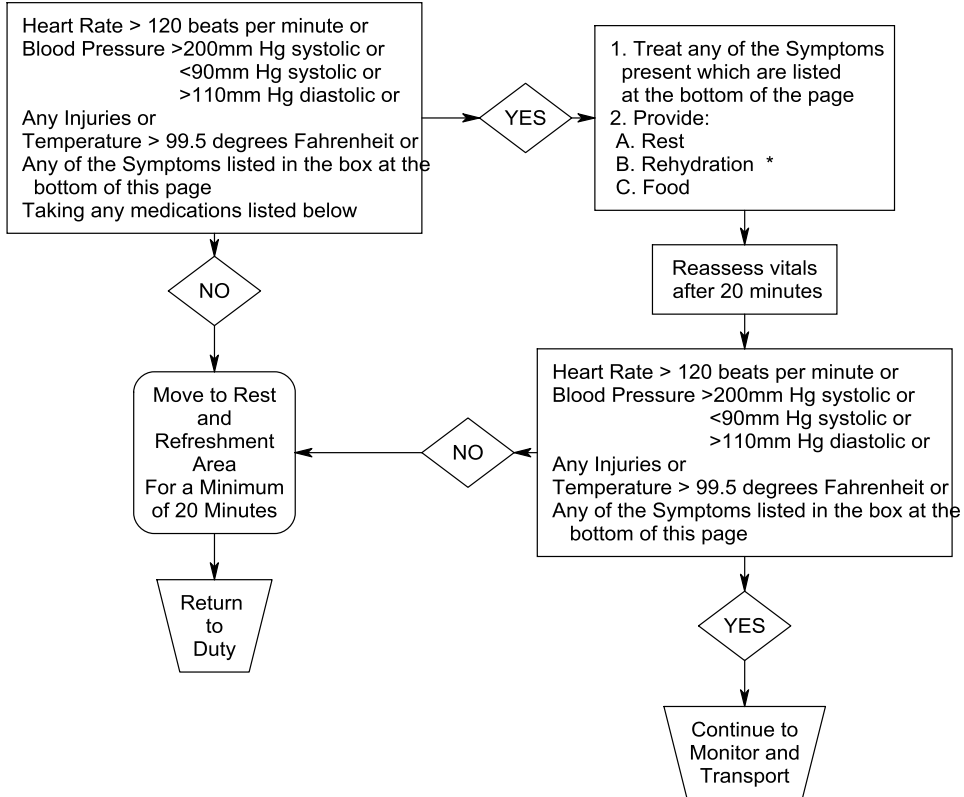 Heart Rate > 120 beats per minute or
Blood Pressure >200mm Hg systolic or
<90mm Hg systolic or
>110mm Hg diastolic or
Any Injuries or
Temperature > 99.5 degrees Fahrenheit or
Any of the Symptoms listed in the box at the
bottom of this page
Taking any medications listed below
YES
1. Treat any of the Symptoms
present which are listed
at the bottom of the page
2. Provide:
A. Rest
B. Rehydration *
C. Food
NO
Reassess vitals
after 20 minutes
Heart Rate > 120 beats per minute or
Blood Pressure >200mm Hg systolic or
<90mm Hg systolic or
>110mm Hg diastolic or
Any Injuries or
Temperature > 99.5 degrees Fahrenheit or
Any of the Symptoms listed in the box at the
bottom of this page
NO
Move to Rest
and
Refreshment
Area
For a Minimum
of 20 Minutes
Return
to
Duty
YES
Continue to
Monitor and
Transport